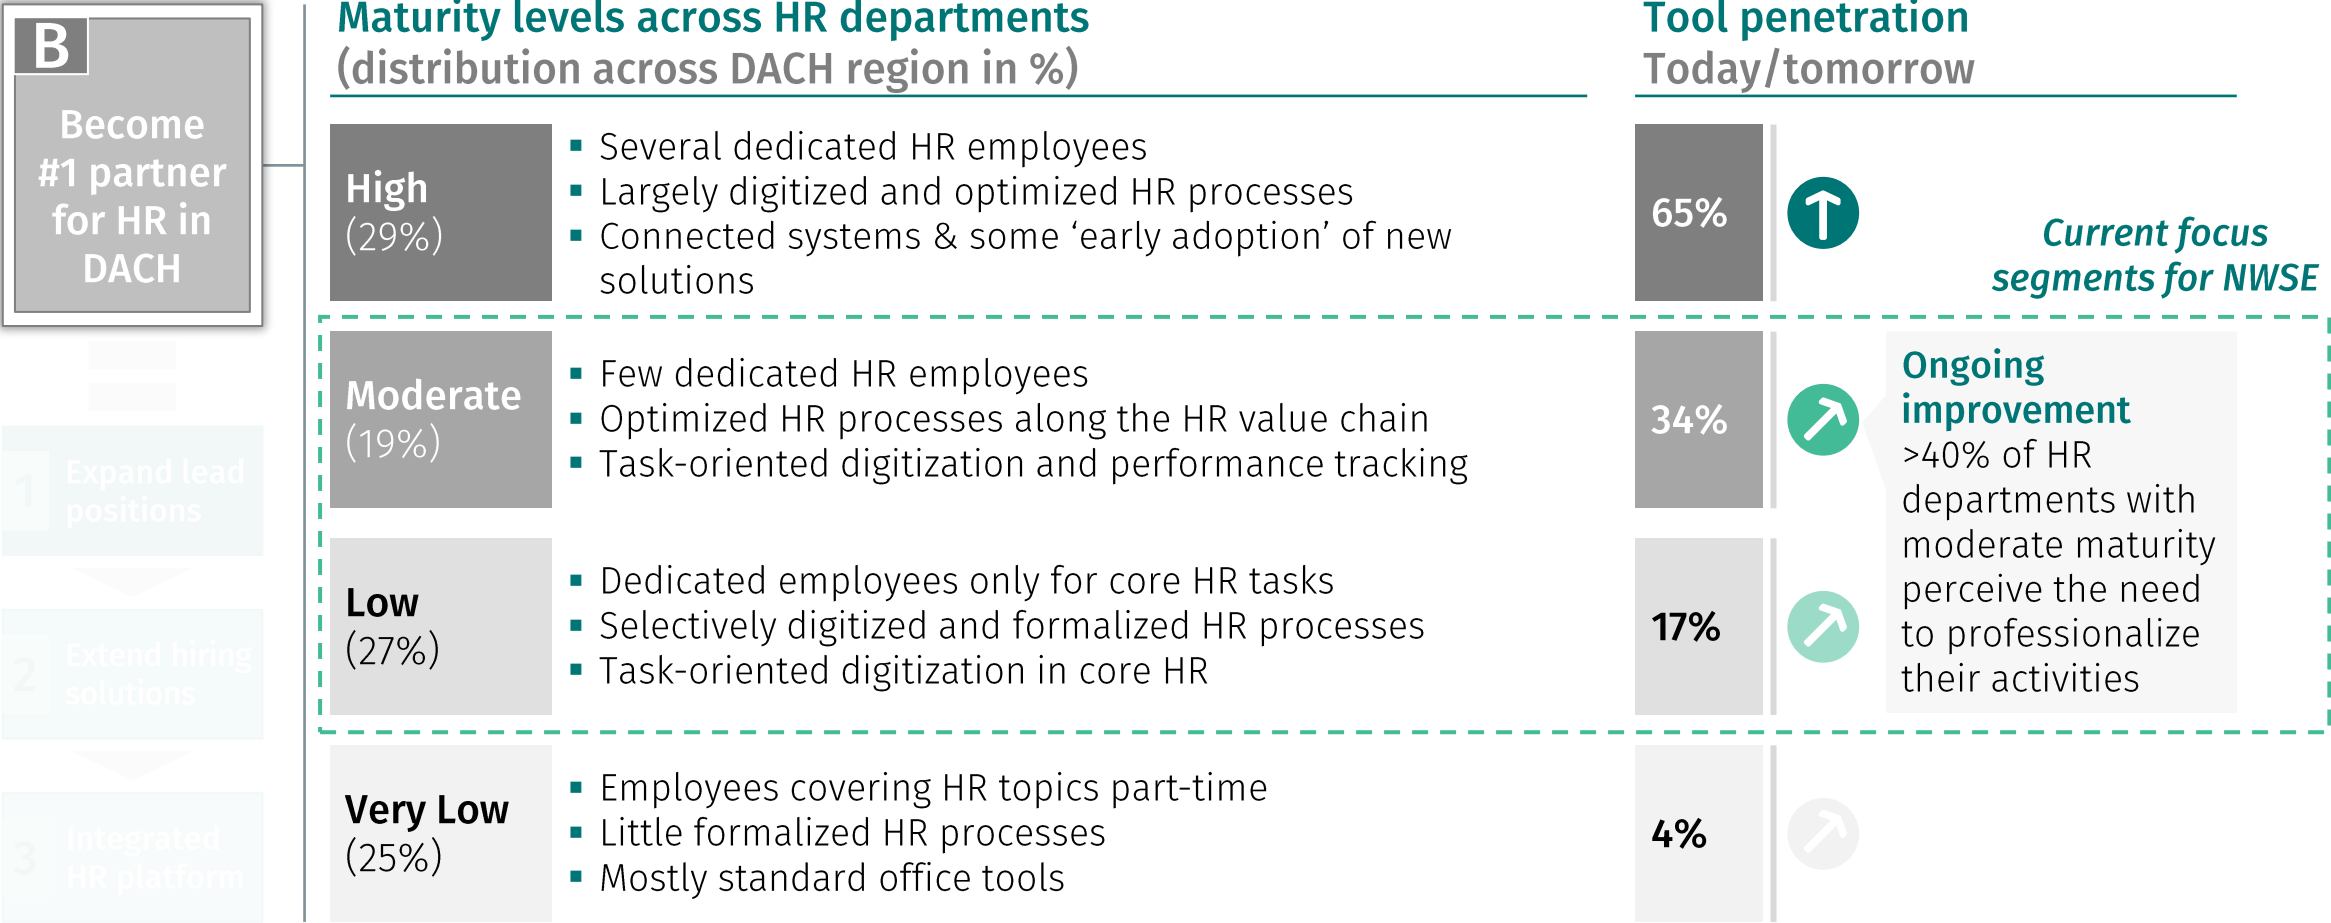 B
Become
#1 partner
for HR in
DACH
1
Expand lead
positions
2
Extend hiring
solutions
3
Integrated
HR platform
Maturity levels across HR departments
(distribution across DACH region in %)
Tool penetration
Today/tomorrow
High
(29%)
▪ Several dedicated HR employees
▪ Largely digitized and optimized HR processes
▪ Connected systems & some ‘early adoption’ of new
solutions
65%
Current focus
segments for NWSE
Moderate
(19%)
▪ Few dedicated HR employees
▪ Optimized HR processes along the HR value chain
▪ Task-oriented digitization and performance tracking
34%
Ongoing
improvement
>40% of HR
departments with
moderate maturity
perceive the need
to professionalize
their activities
Low
(27%)
▪ Dedicated employees only for core HR tasks
▪ Selectively digitized and formalized HR processes
▪ Task-oriented digitization in core HR
17%
Very Low
(25%)
▪ Employees covering HR topics part-time
▪ Little formalized HR processes
▪ Mostly standard office tools
4%